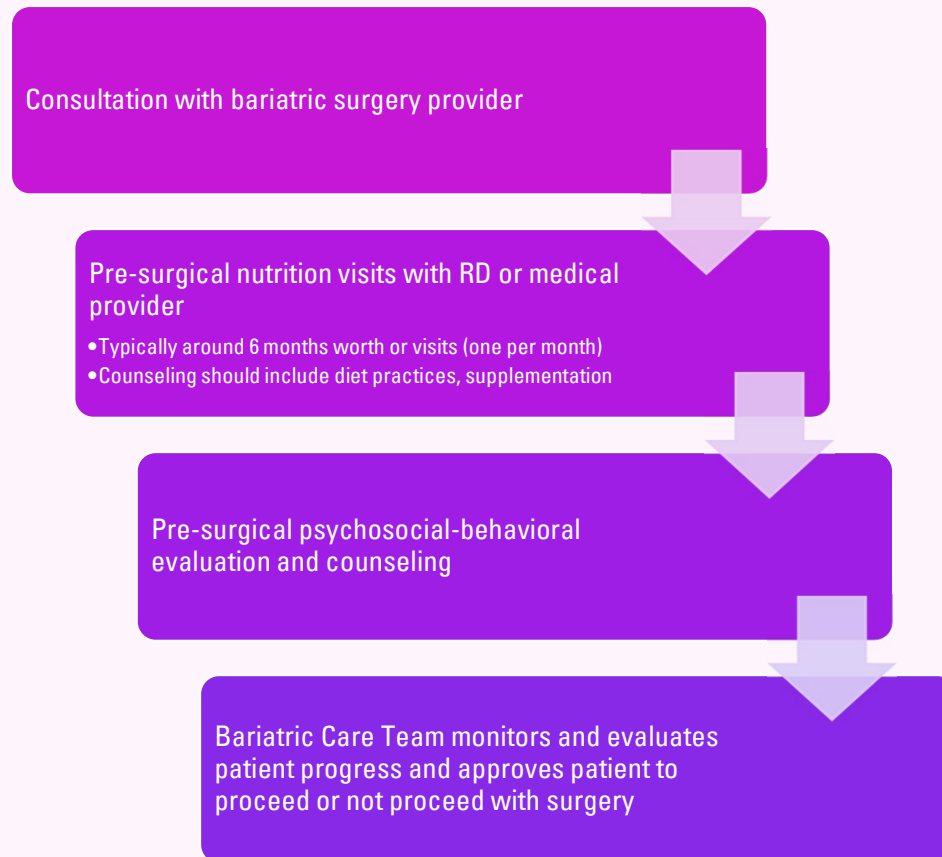 Consultation with bariatric surgery provider
Pre-surgical nutrition visits with RD or medical
provider
•Typically around 6 months worth or visits (one per month)
•Counseling should include diet practices, supplementation
Pre-surgical psychosocial-behavioral
evaluation and counseling
Bariatric Care Team monitors and evaluates
patient progress and approves patient to
proceed or not proceed with surgery